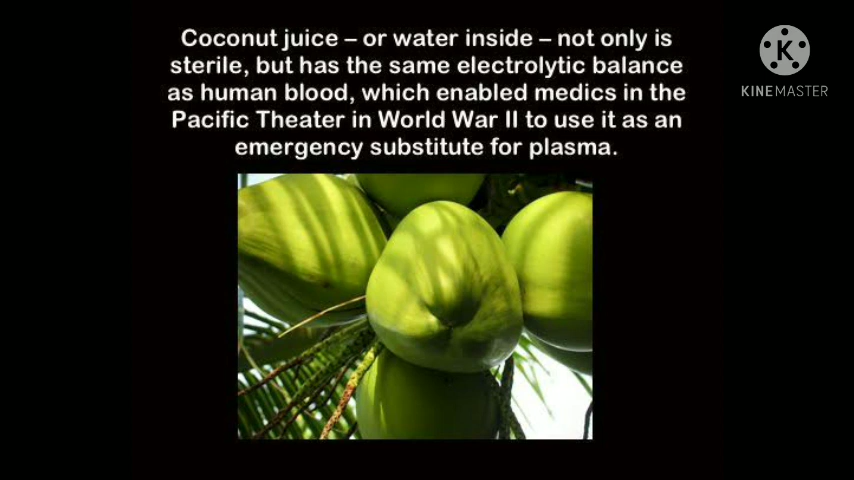 Coconut juice – or water inside – not only is
sterile, but has the same electrolytic balance
as human blood, which enabled medics in the
Pacific Theater in World War II to use it as an
emergency substitute for plasma.
K
KINEMASTER